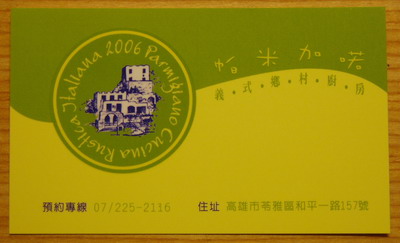 Parmigiano Cucina Rustica Italiana 2006
帕米加喏
義式鄉村廚房
預約專線 07/225-2116
住址 高雄市苓雅區和平一路157號